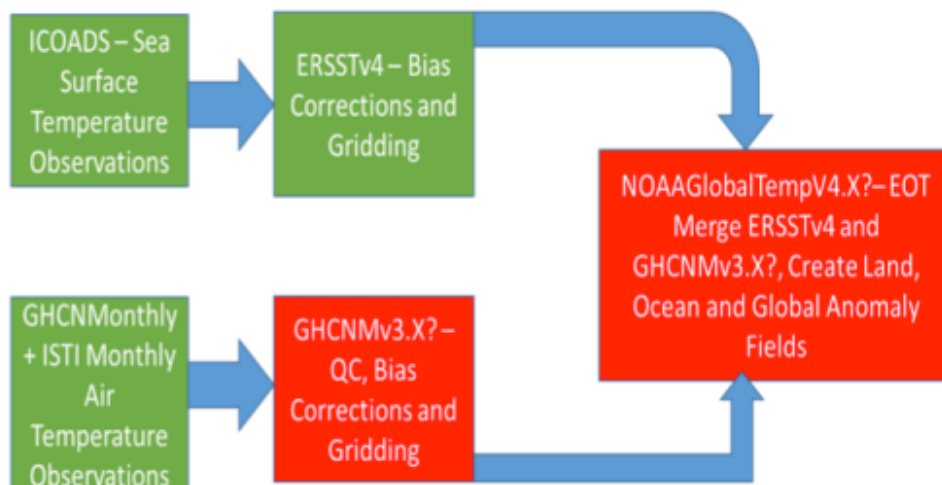 ICOADS – Sea
Surface
Temperature
Observations
ERSSTv4 – Bias
Corrections and
Gridding
NOAAGlobalTempV4.X?– EOT
Merge ERSSTv4 and
GHCNMv3.X?, Create Land,
Ocean and Global Anomaly
Fields
GHCNMonthly
+ ISTI Monthly
Air
Temperature
Observations
GHCNMv3.X? –
QC, Bias
Corrections and
Gridding